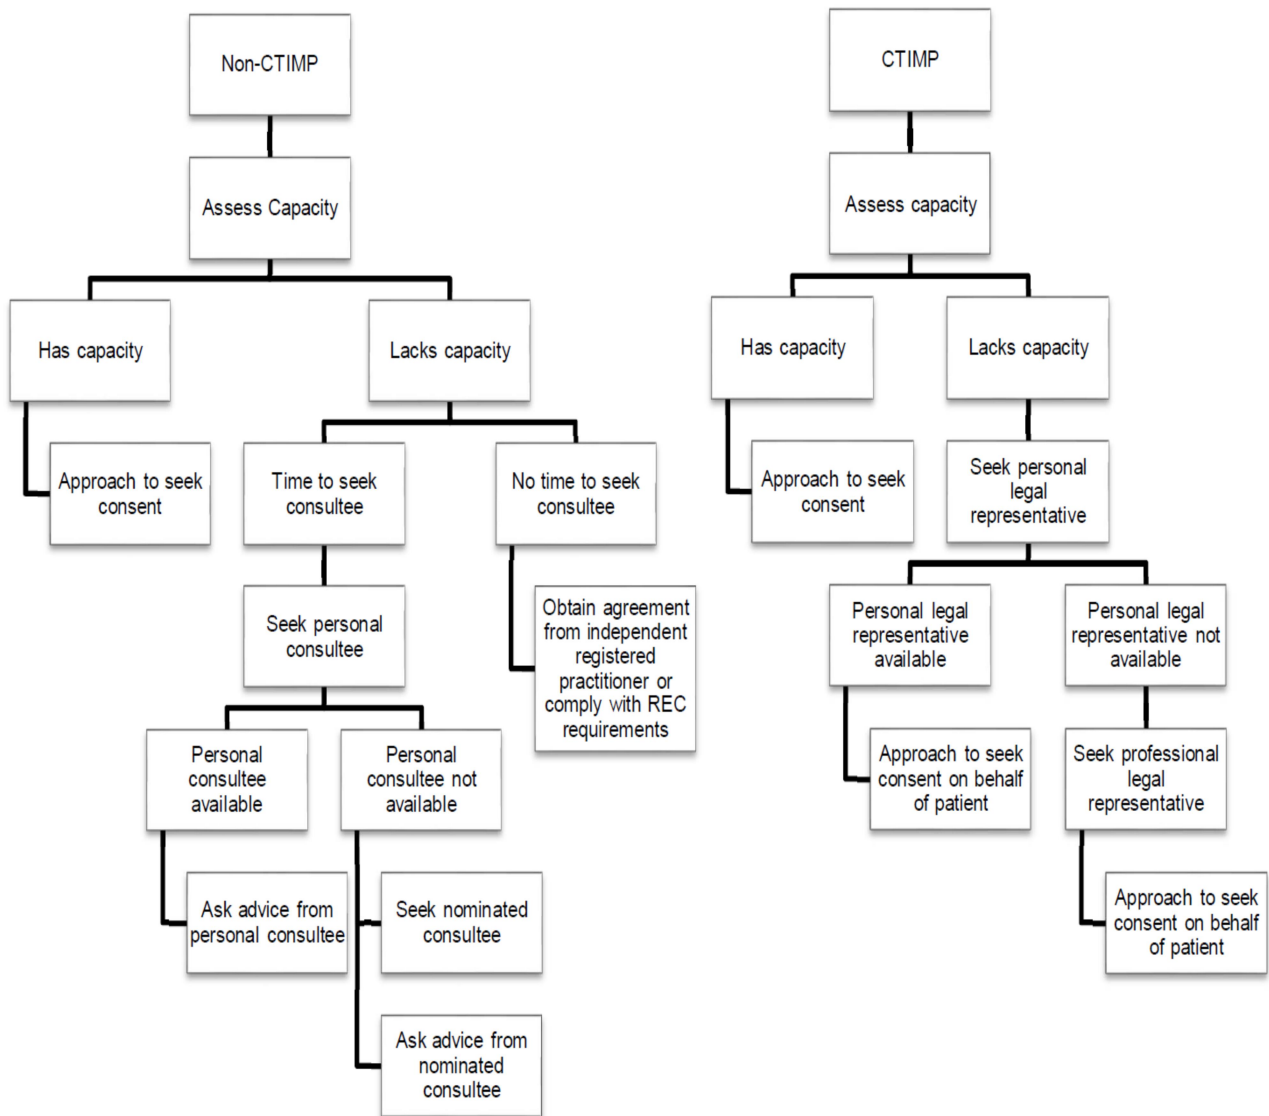 Non-CTIMP
Assess Capacity
Has capacity
Lacks capacity
Approach to seek
consent
Time to seek
consultee
No time to seek
consultee
Seek personal
consultee
Obtain agreement
from independent
registered
practitioner or
comply with REC
requirements
Personal
consultee
available
Personal
consultee not
available
Ask advice from
personal consultee
Seek nominated
consultee
Ask advice from
nominated
consultee
CTIMP
Assess capacity
Has capacity
Lacks capacity
Approach to seek
consent
Seek personal
legal
representative
Personal legal
representative
available
Personal legal
representative not
available
Approach to seek
consent on behalf
of patient
Seek professional
legal
representative
Approach to seek
consent on behalf
of patient